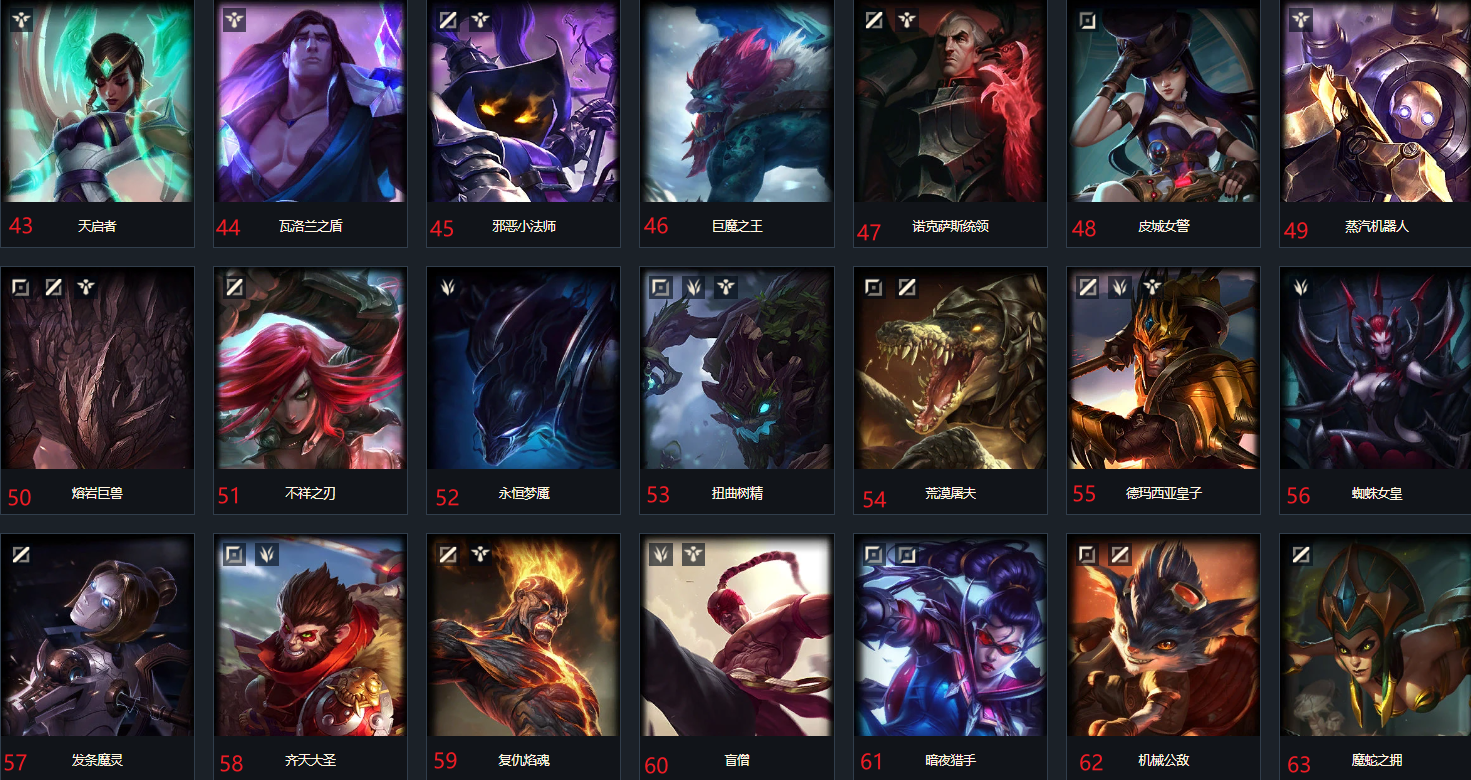 43 天启者
44 瓦洛兰之盾
45 邪恶小法师
46 巨魔之王
47 诺克萨斯统领
48 皮城女警
49 蒸汽机器人
50 熔岩巨兽
51 不祥之刃
52 永恒梦魇
53 扭曲树精
54 荒漠屠夫
55 德玛西亚皇子
56 蜘蛛女皇
57 发条魔灵
58 齐天大圣
59 复仇焰魂
60 盲僧
61 暗夜猎手
62 机械公敌
63 魔蛇之拥